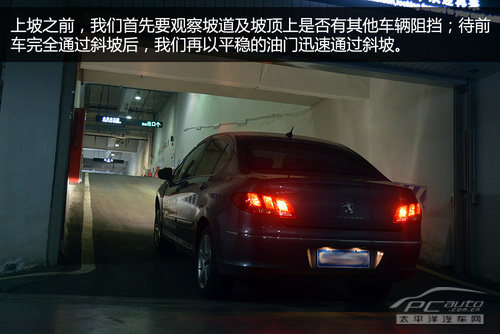 上坡之前，我们首先要观察坡道及坡顶上是否有其他车辆阻挡；待前
车完全通过斜坡后，我们再以平稳的油门迅速通过斜坡。
PCauto
.com.cn
太平洋汽车网